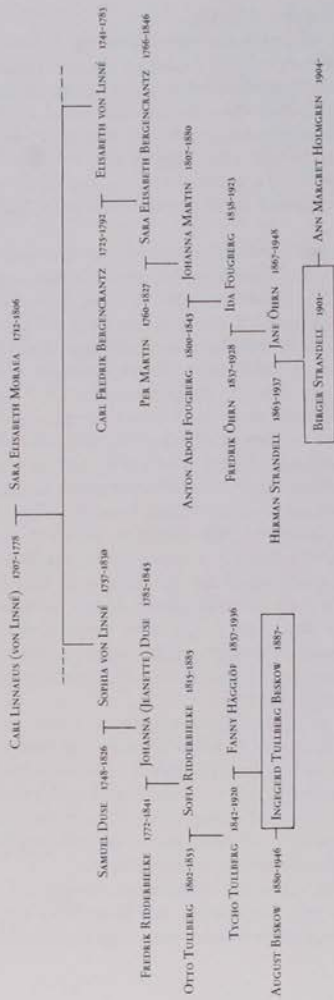 CARL LINNAEUS (VON LINNÉ) 1707-1778 SARA ELISABETH MORAEA 1712-1806
SAMUEL DUSE 1748-1826 SOPHIA VON LINNÉ 1757-1830
CARL FREDRIK BERGENCRANTZ 1725-1792 ELISABETH VON LINNÉ 1741-1783
FREDRIK RIDDERBIELKE 1772-1841 JOHANNA (JEANETTE) DUSE 1782-1845
PER MARTIN 1760-1827 SARA ELISABETH BERGENCRANTZ 1766-1846
OTTO TULLBERG 1802-1853 SOFIA RIDDERBIELKE 1815-1885
ANTON ADOLF FOUGBERG 1800-1845 JOHANNA MARTIN 1807-1880
TYCHO TULLBERG 1842-1920 FANNY HÄGGLÖF 1857-1936
FREDRIK ÖHRN 1837-1928 IDA FOUGBERG 1838-1923
AUGUST BESKOW 1880-1946 INGEGERD TULLBERG BESKOW 1887-
HERMAN STRANDELL 1863-1937 JANE ÖHRN 1867-1948
BIRGER STRANDELL 1901- ANN MARGRET HOLMGREN 1904-